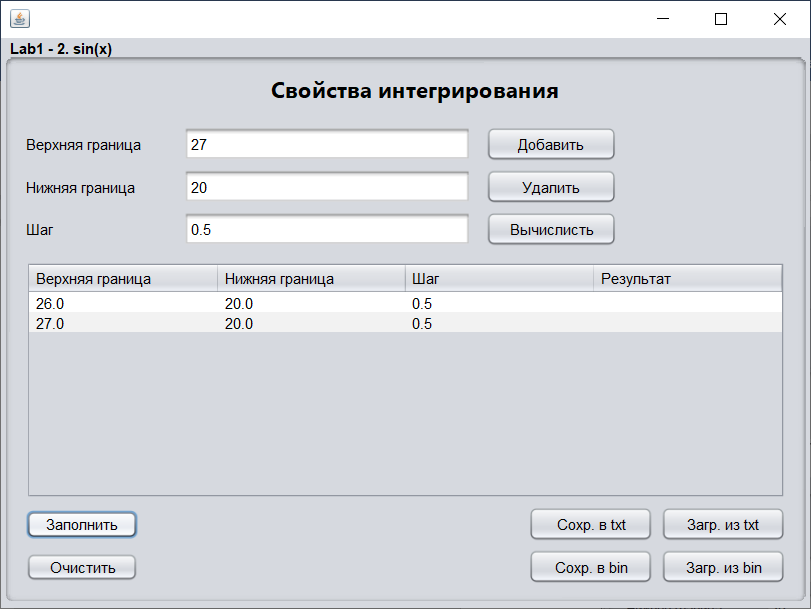 Lab1 - 2. sin(x)
Свойства интегрирования
Верхняя граница 27 Добавить
Нижняя граница 20 Удалить
Шаг 0.5 Вычислисть
Верхняя граница Нижняя граница Шаг Результат
26.0 20.0 0.5
27.0 20.0 0.5
Заполнить Сохр. в txt Загр. из txt
Очистить Сохр. в bin Загр. из bin